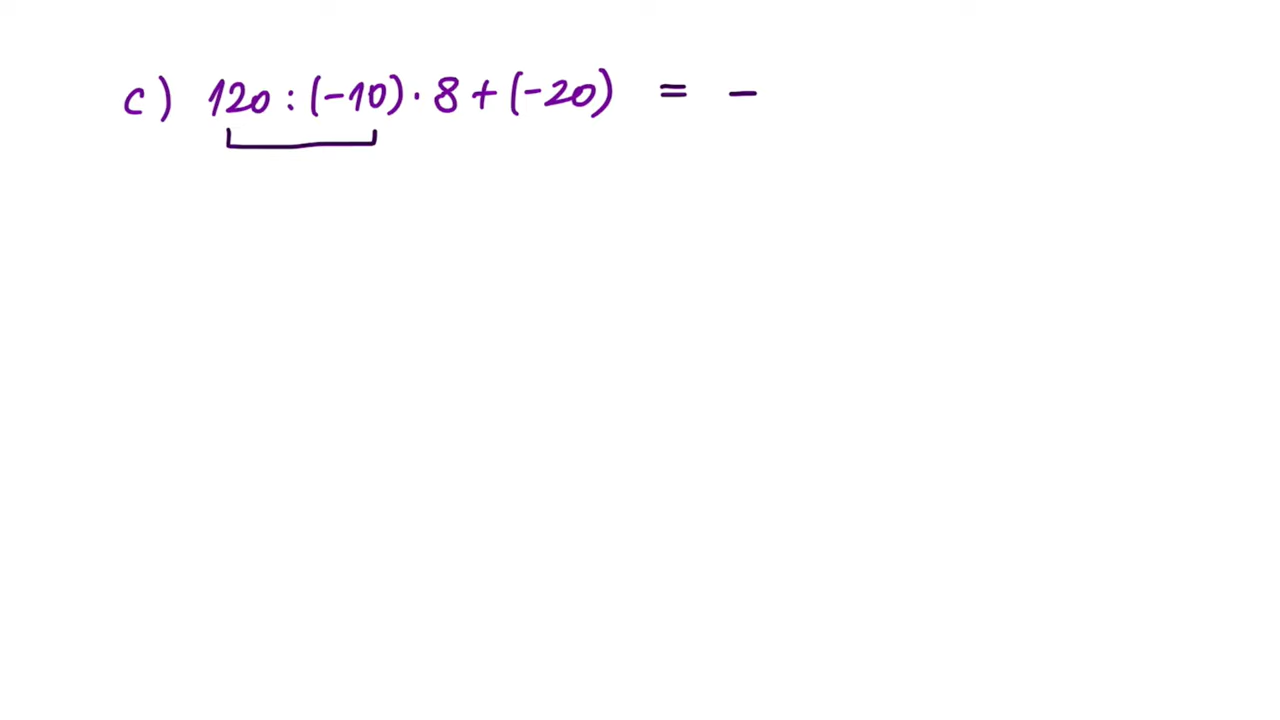 c) 120 : (-10) · 8 + (-20) = -